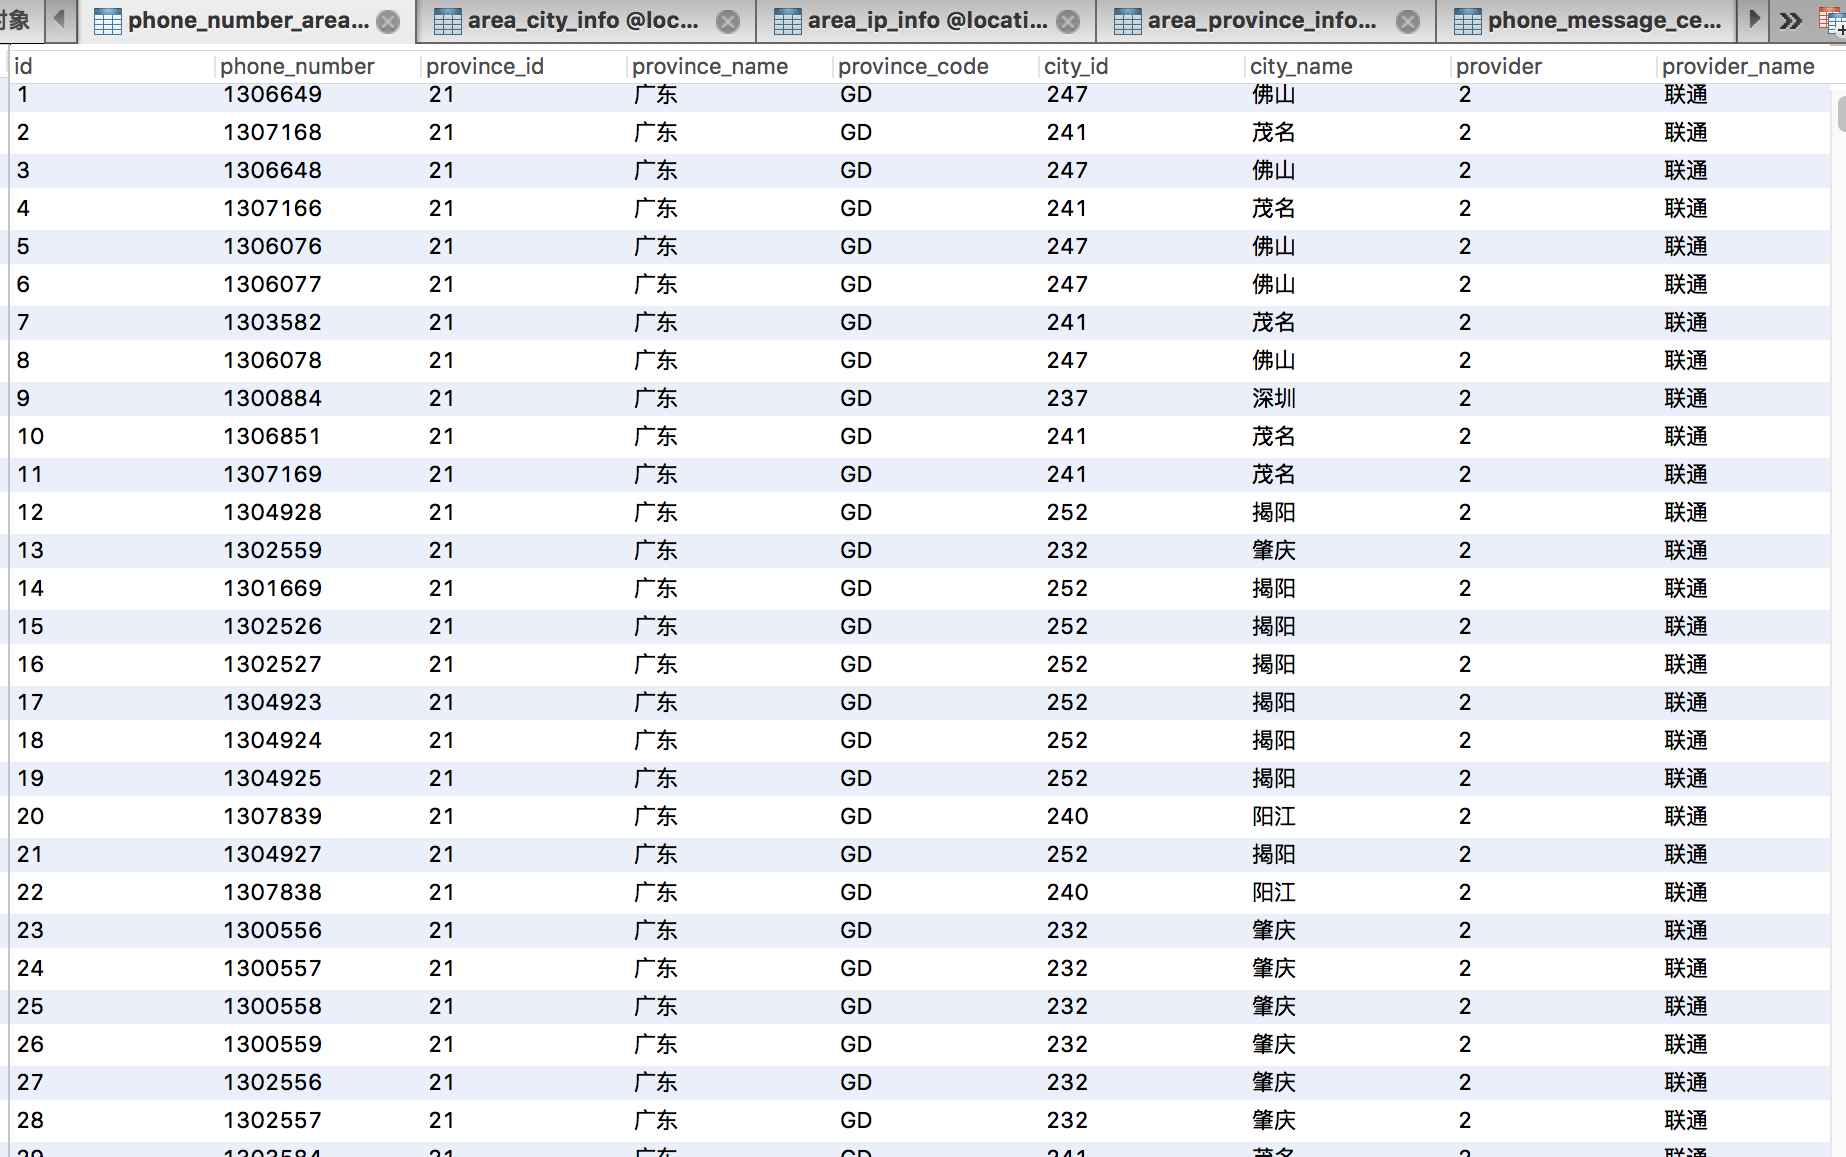 对象 phone_number_area... area_city_info @loc... area_ip_info @locati... area_province_info... phone_message_ce...
id phone_number province_id province_name province_code city_id city_name provider provider_name
1 1306649 21 广东 GD 247 佛山 2 联通
2 1307168 21 广东 GD 241 茂名 2 联通
3 1306648 21 广东 GD 247 佛山 2 联通
4 1307166 21 广东 GD 241 茂名 2 联通
5 1306076 21 广东 GD 247 佛山 2 联通
6 1306077 21 广东 GD 247 佛山 2 联通
7 1303582 21 广东 GD 241 茂名 2 联通
8 1306078 21 广东 GD 247 佛山 2 联通
9 1300884 21 广东 GD 237 深圳 2 联通
10 1306851 21 广东 GD 241 茂名 2 联通
11 1307169 21 广东 GD 241 茂名 2 联通
12 1304928 21 广东 GD 252 揭阳 2 联通
13 1302559 21 广东 GD 232 肇庆 2 联通
14 1301669 21 广东 GD 252 揭阳 2 联通
15 1302526 21 广东 GD 252 揭阳 2 联通
16 1302527 21 广东 GD 252 揭阳 2 联通
17 1304923 21 广东 GD 252 揭阳 2 联通
18 1304924 21 广东 GD 252 揭阳 2 联通
19 1304925 21 广东 GD 252 揭阳 2 联通
20 1307839 21 广东 GD 240 阳江 2 联通
21 1304927 21 广东 GD 252 揭阳 2 联通
22 1307838 21 广东 GD 240 阳江 2 联通
23 1300556 21 广东 GD 232 肇庆 2 联通
24 1300557 21 广东 GD 232 肇庆 2 联通
25 1300558 21 广东 GD 232 肇庆 2 联通
26 1300559 21 广东 GD 232 肇庆 2 联通
27 1302556 21 广东 GD 232 肇庆 2 联通
28 1302557 21 广东 GD 232 肇庆 2 联通
29 1303584 21 广东 GD 241 茂名 2 联通